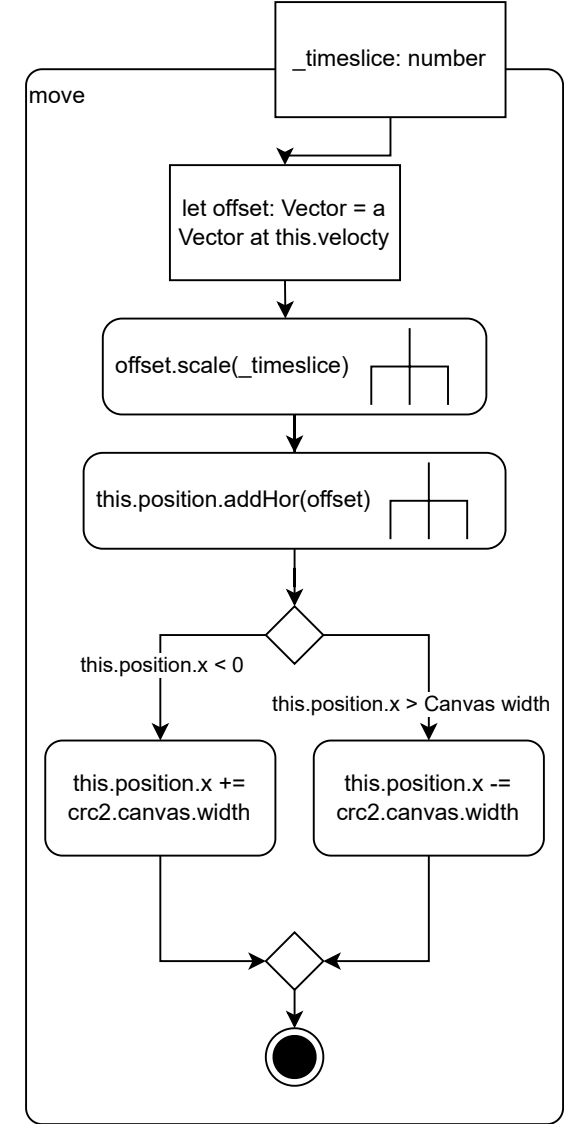 _timeslice: number
move
let offset: Vector = a
Vector at this.velocty
offset.scale(_timeslice)
this.position.addHor(offset)
this.position.x < 0
this.position.x > Canvas width
this.position.x +=
crc2.canvas.width
this.position.x -=
crc2.canvas.width